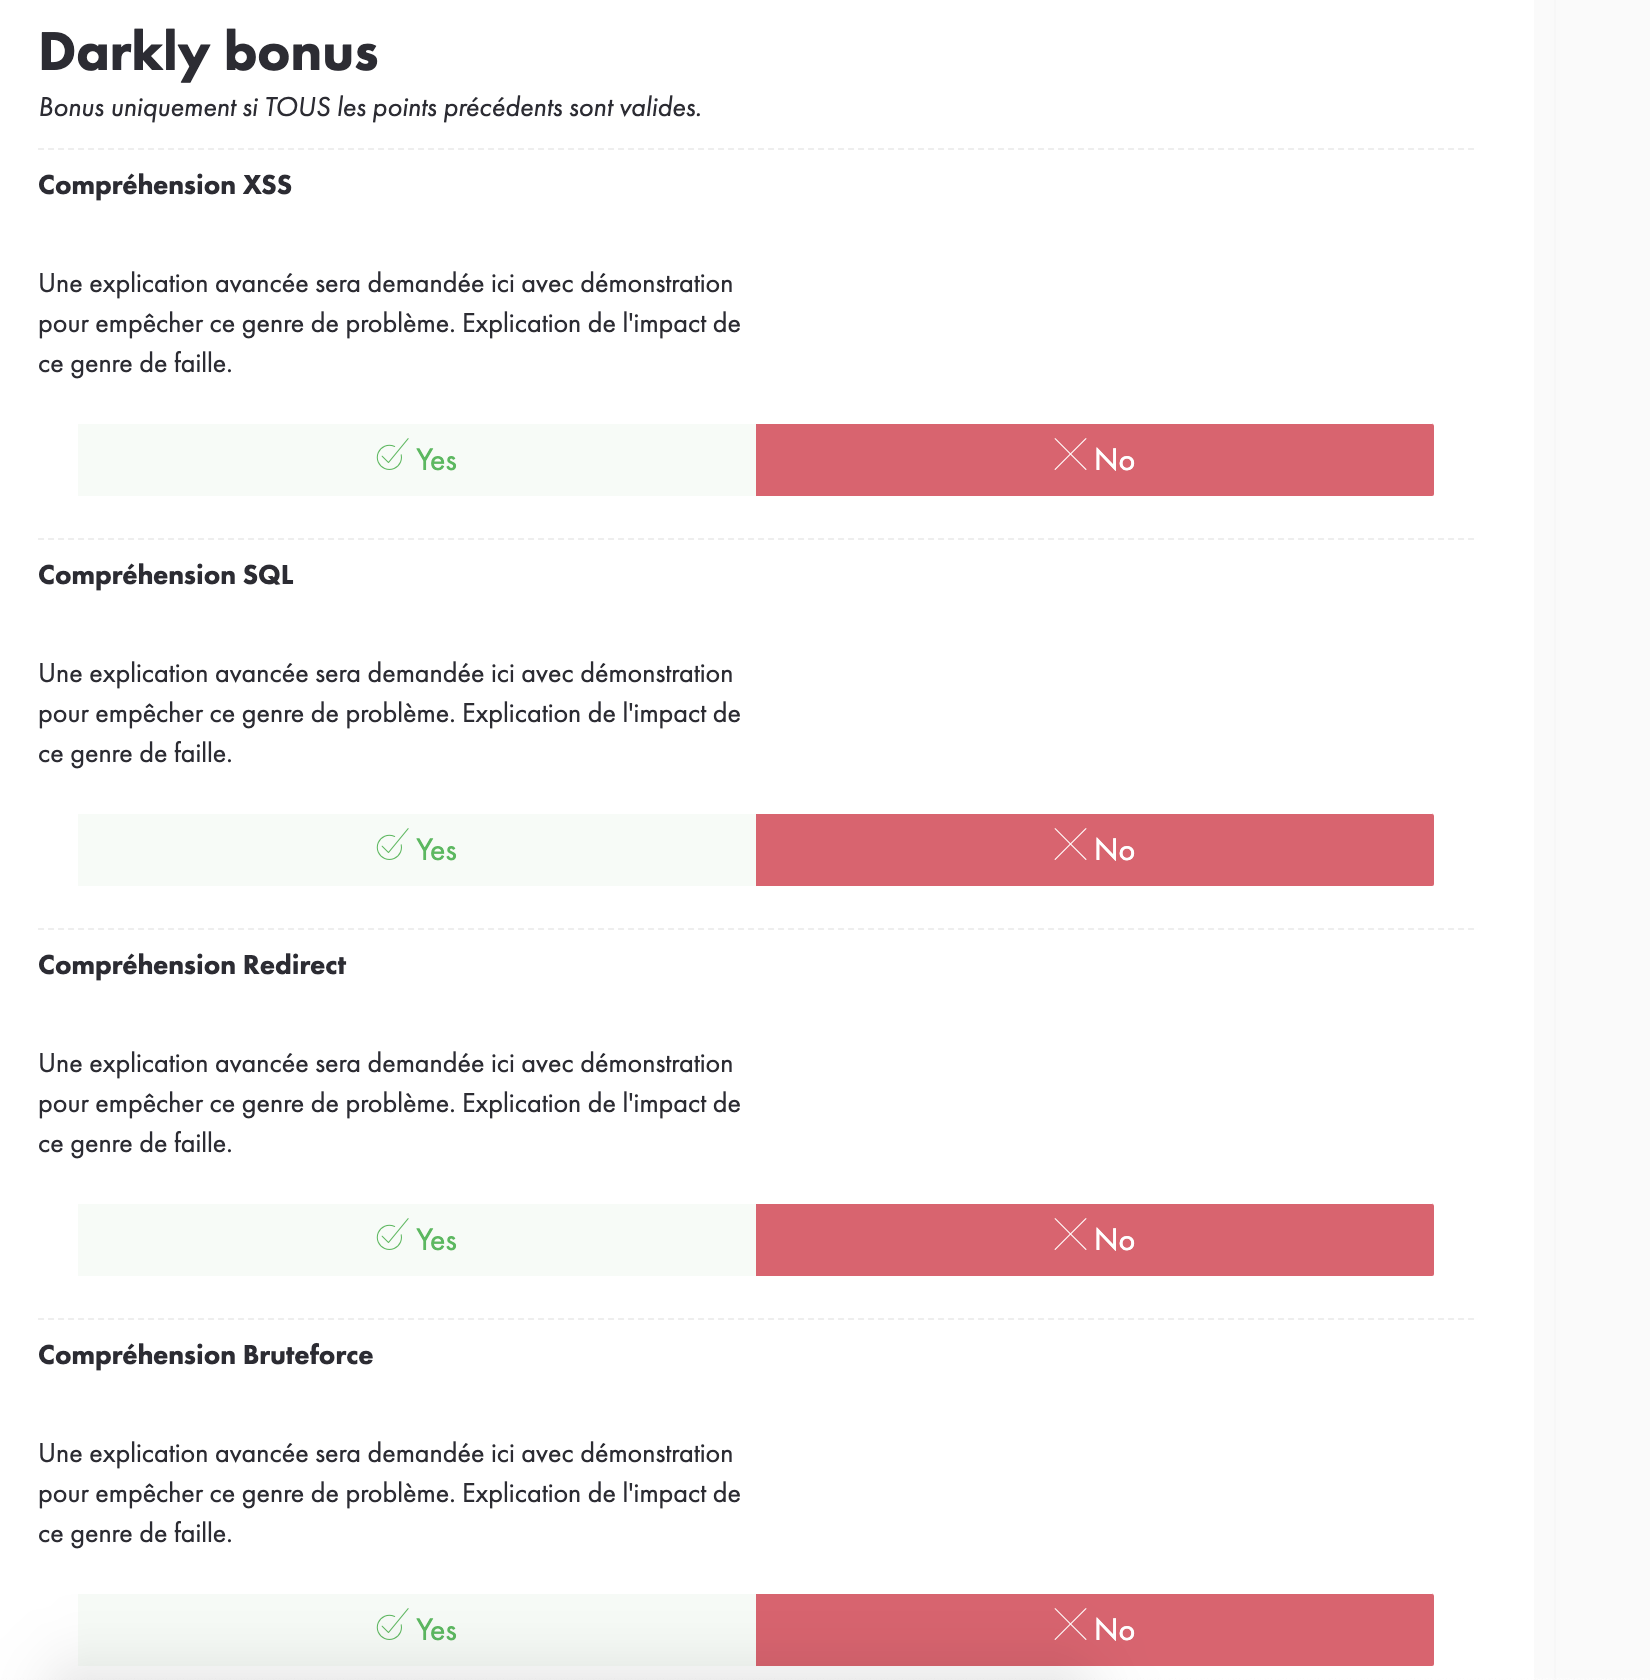 Darkly bonus
Bonus uniquement si TOUS les points précédents sont valides.
Compréhension XSS
Une explication avancée sera demandée ici avec démonstration
pour empêcher ce genre de problème. Explication de l'impact de
ce genre de faille.
Yes
No
Compréhension SQL
Une explication avancée sera demandée ici avec démonstration
pour empêcher ce genre de problème. Explication de l'impact de
ce genre de faille.
Yes
No
Compréhension Redirect
Une explication avancée sera demandée ici avec démonstration
pour empêcher ce genre de problème. Explication de l'impact de
ce genre de faille.
Yes
No
Compréhension Bruteforce
Une explication avancée sera demandée ici avec démonstration
pour empêcher ce genre de problème. Explication de l'impact de
ce genre de faille.
Yes
No